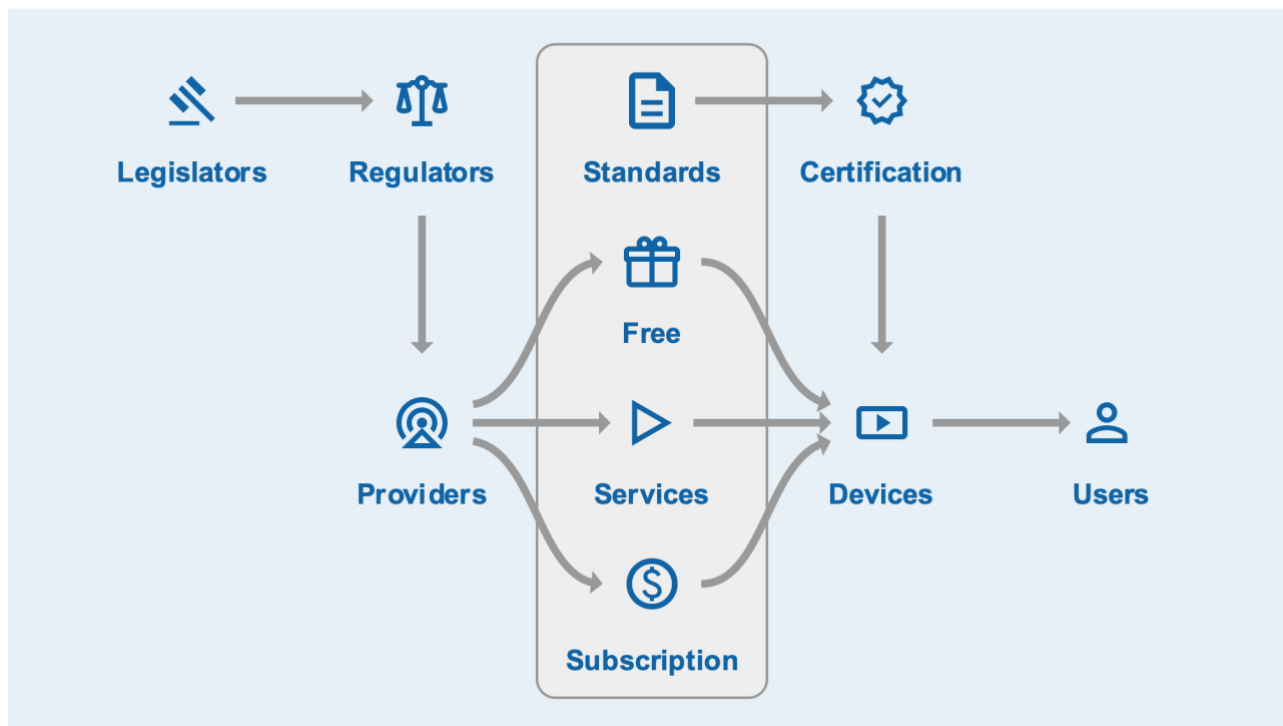 Legislators
Regulators
Standards
Certification
Free
Providers
Services
Devices
Users
Subscription